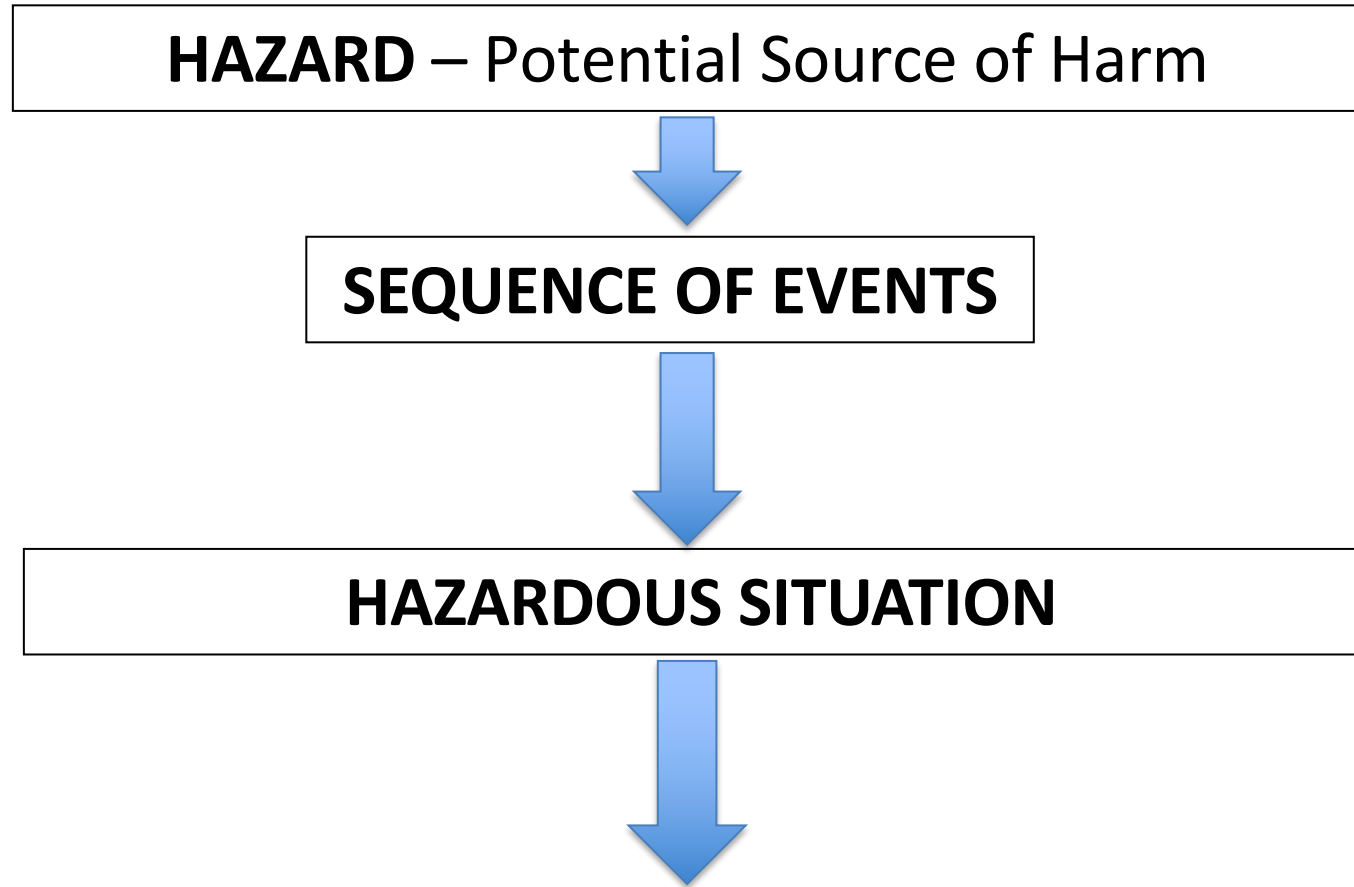 HAZARD – Potential Source of Harm
SEQUENCE OF EVENTS
HAZARDOUS SITUATION